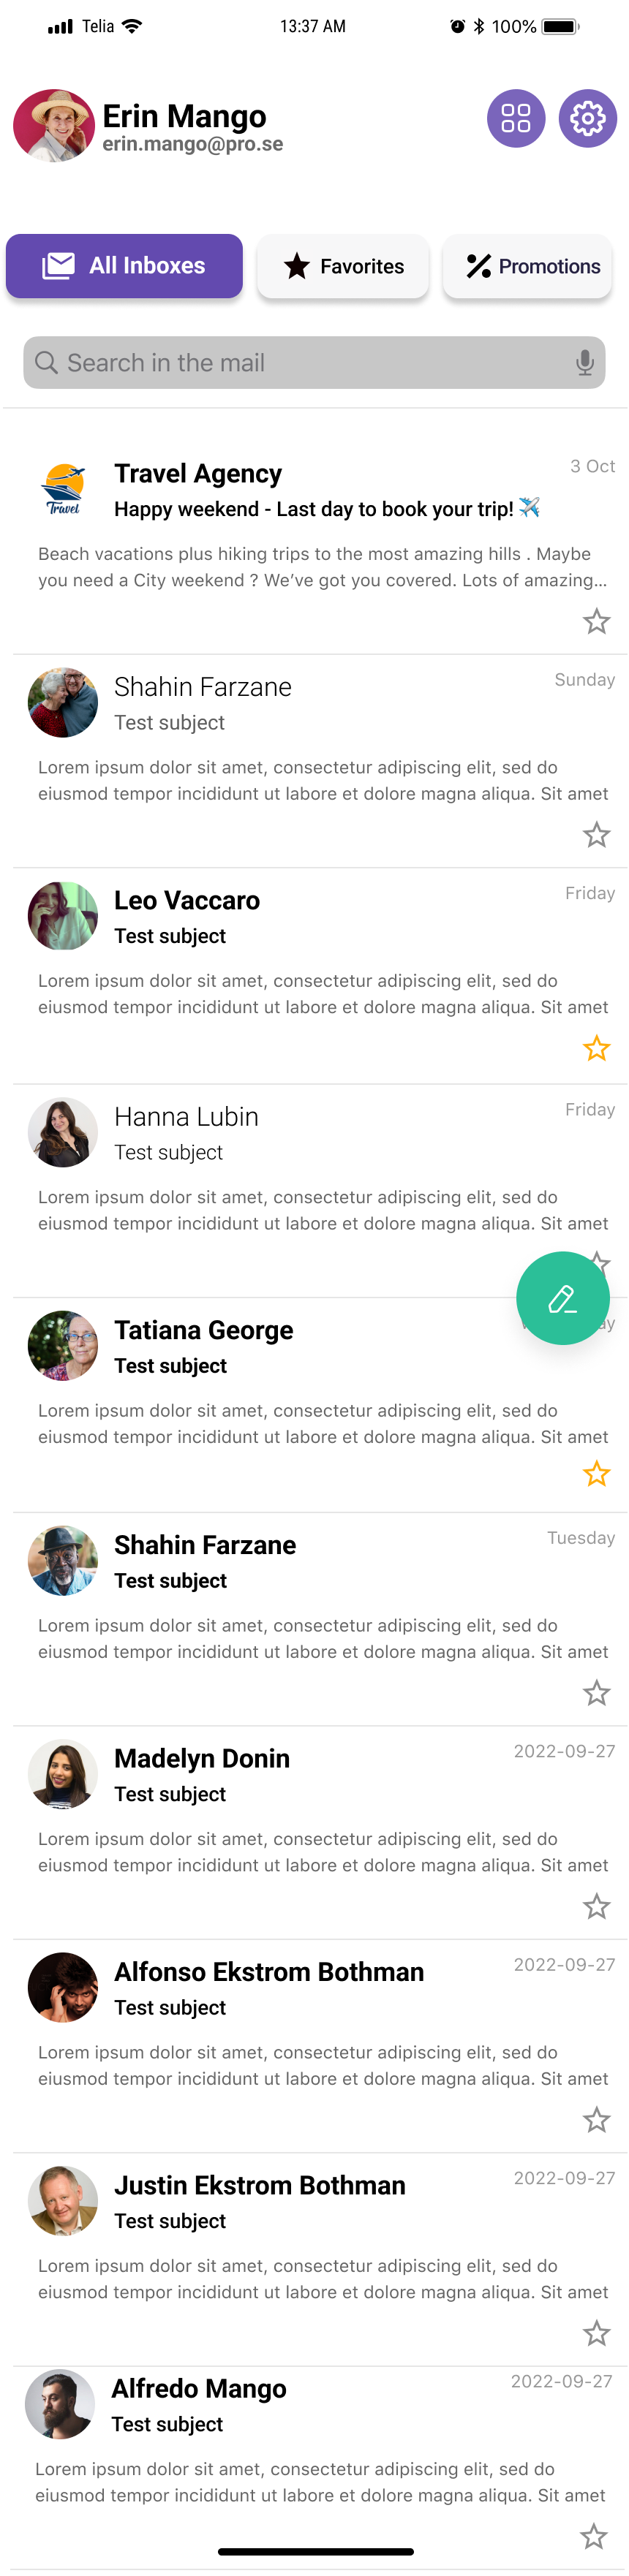 Telia
13:37 AM
100%
Erin Mango
erin.mango@pro.se
All Inboxes
Favorites
Promotions
Search in the mail
Travel
Travel Agency
3 Oct
Happy weekend - Last day to book your trip! ✈️
Beach vacations plus hiking trips to the most amazing hills . Maybe
you need a City weekend ? We’ve got you covered. Lots of amazing...
Shahin Farzane
Sunday
Test subject
Lorem ipsum dolor sit amet, consectetur adipiscing elit, sed do
eiusmod tempor incididunt ut labore et dolore magna aliqua. Sit amet
Leo Vaccaro
Friday
Test subject
Lorem ipsum dolor sit amet, consectetur adipiscing elit, sed do
eiusmod tempor incididunt ut labore et dolore magna aliqua. Sit amet
Hanna Lubin
Friday
Test subject
Lorem ipsum dolor sit amet, consectetur adipiscing elit, sed do
eiusmod tempor incididunt ut labore et dolore magna aliqua. Sit amet
Tatiana George
Test subject
Lorem ipsum dolor sit amet, consectetur adipiscing elit, sed do
eiusmod tempor incididunt ut labore et dolore magna aliqua. Sit amet
Shahin Farzane
Tuesday
Test subject
Lorem ipsum dolor sit amet, consectetur adipiscing elit, sed do
eiusmod tempor incididunt ut labore et dolore magna aliqua. Sit amet
Madelyn Donin
2022-09-27
Test subject
Lorem ipsum dolor sit amet, consectetur adipiscing elit, sed do
eiusmod tempor incididunt ut labore et dolore magna aliqua. Sit amet
Alfonso Ekstrom Bothman
2022-09-27
Test subject
Lorem ipsum dolor sit amet, consectetur adipiscing elit, sed do
eiusmod tempor incididunt ut labore et dolore magna aliqua. Sit amet
Justin Ekstrom Bothman
2022-09-27
Test subject
Lorem ipsum dolor sit amet, consectetur adipiscing elit, sed do
eiusmod tempor incididunt ut labore et dolore magna aliqua. Sit amet
Alfredo Mango
2022-09-27
Test subject
Lorem ipsum dolor sit amet, consectetur adipiscing elit, sed do
eiusmod tempor incididunt ut labore et dolore magna aliqua. Sit amet